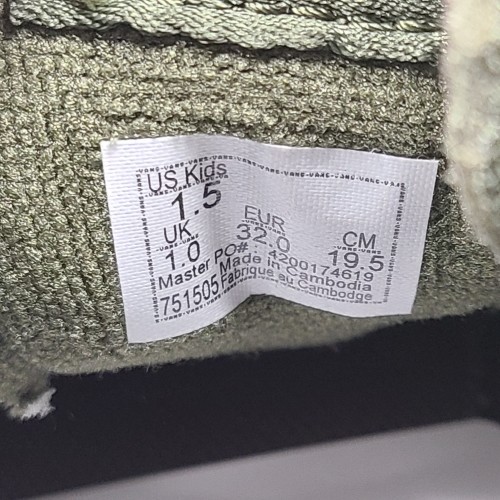 US Kids
1.5
UK EUR CM
1.0 32.0 19.5
Master PO#: 4200174619
751505 Made in Cambodia
Fabrique au Cambodge